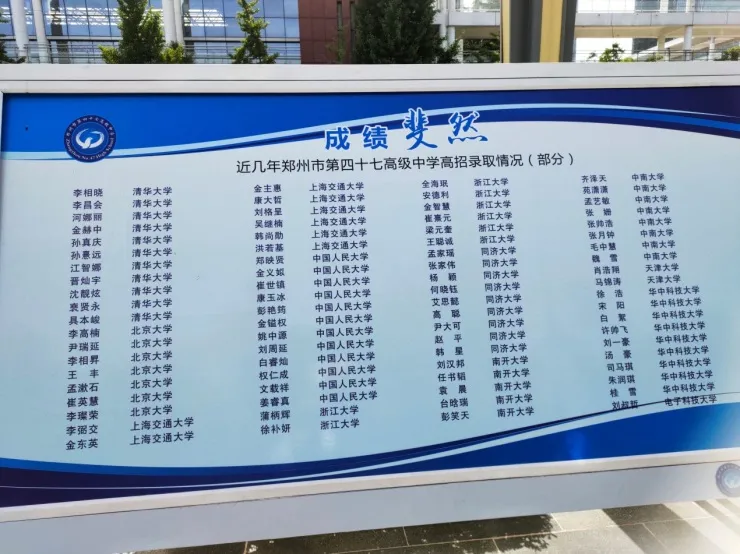 成绩斐然
近几年郑州市第四十七高级中学高招录取情况（部分）
李相晓 清华大学
李昌会 清华大学
河娜丽 清华大学
金赫中 清华大学
孙真庆 清华大学
孙惠远 清华大学
江智娜 清华大学
晋灿宇 清华大学
沈靓炫 清华大学
裵贤永 清华大学
具本峻 清华大学
李高楠 北京大学
尹瑞延 北京大学
李相昇 北京大学
王丰 北京大学
孟漱石 北京大学
崔英慧 北京大学
李璨荣 北京大学
李弼交 上海交通大学
金东英 上海交通大学
金主惠 上海交通大学
康大哲 上海交通大学
刘格呈 上海交通大学
吴继楠 上海交通大学
韩尚勋 上海交通大学
洪若基 上海交通大学
郑映贤 中国人民大学
金义姒 中国人民大学
崔世镇 中国人民大学
康玉冰 中国人民大学
彭艳筠 中国人民大学
金镒权 中国人民大学
姚中源 中国人民大学
刘周延 中国人民大学
白睿灿 中国人民大学
权仁成 中国人民大学
文载祥 中国人民大学
姜睿真 中国人民大学
蒲柄辉 浙江大学
徐补妍 浙江大学
全海珉 浙江大学
安德利 浙江大学
金智慧 浙江大学
崔熏元 浙江大学
梁元奎 浙江大学
王聪诚 浙江大学
孟家瑶 同济大学
张家伟 同济大学
杨颖 同济大学
何晓钰 同济大学
艾思懿 同济大学
高聪 同济大学
尹大可 同济大学
赵平 同济大学
韩星 同济大学
刘汉邦 南开大学
任书韬 南开大学
袁晨 南开大学
台晗瑞 南开大学
彭笑天 南开大学
齐泽天 中南大学
苑潇潇 中南大学
孟艺敏 中南大学
张姗 中南大学
张帅浩 中南大学
张月钟 中南大学
毛中慧 中南大学
魏雪 中南大学
肖浩翔 天津大学
马锦涛 天津大学
徐浩 华中科技大学
宋阳 华中科技大学
白絮 华中科技大学
许帅飞 华中科技大学
刘一豪 华中科技大学
汤豪 华中科技大学
司马琪 华中科技大学
朱润琪 华中科技大学
桂雪 华中科技大学
刘叔哲 电子科技大学